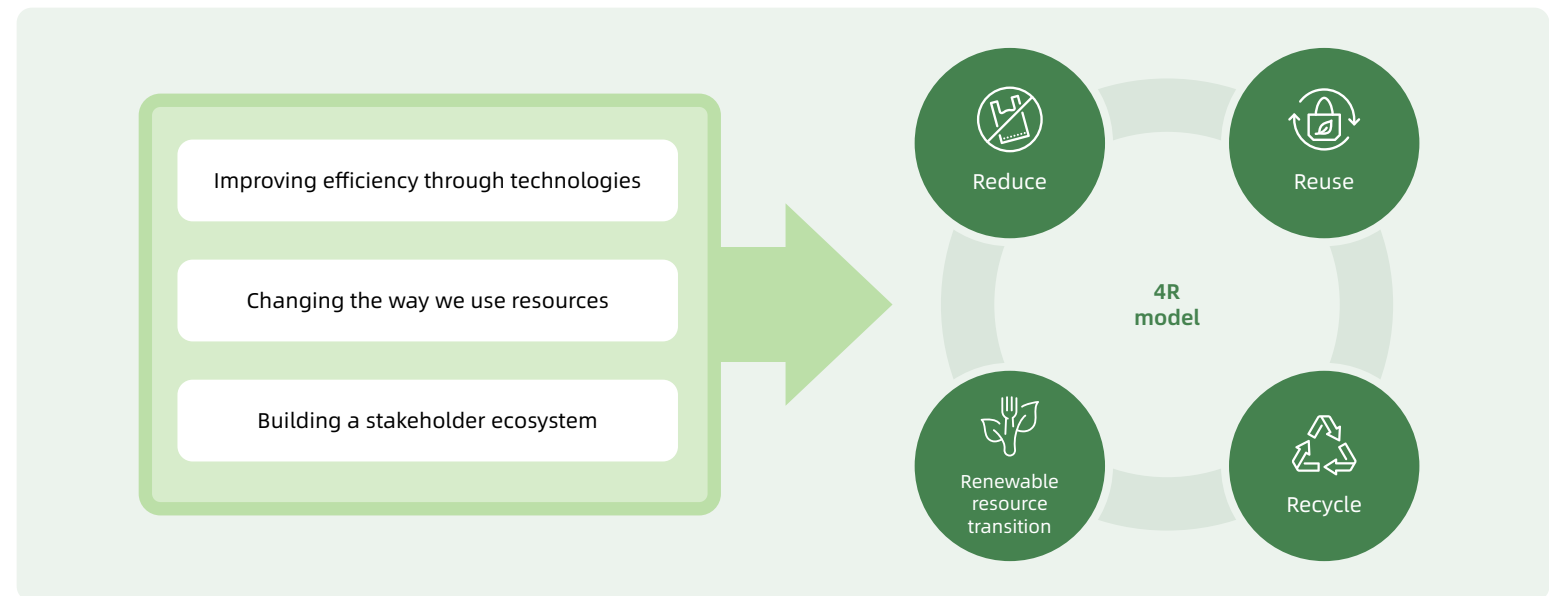 Improving efficiency through technologies
Changing the way we use resources
Building a stakeholder ecosystem
Reduce
Reuse
4R
model
Renewable
resource
transition
Recycle